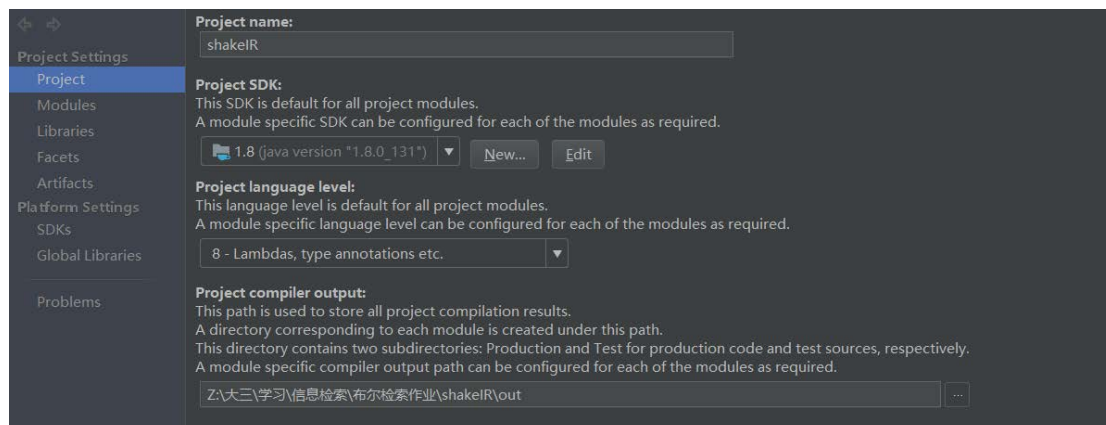 Project Settings
Project
Modules
Libraries
Facets
Artifacts
Platform Settings
SDKs
Global Libraries
Problems
Project name:
shakeIR
Project SDK:
This SDK is default for all project modules.
A module specific SDK can be configured for each of the modules as required.
1.8 (java version "1.8.0_131")
New...
Edit
Project language level:
This language level is default for all project modules.
A module specific language level can be configured for each of the modules as required.
8 - Lambdas, type annotations etc.
Project compiler output:
This path is used to store all project compilation results.
A directory corresponding to each module is created under this path.
This directory contains two subdirectories: Production and Test for production code and test sources, respectively.
A module specific compiler output path can be configured for each of the modules as required.
Z:\大三\学习\信息检索\布尔检索作业\shakeIR\out
...